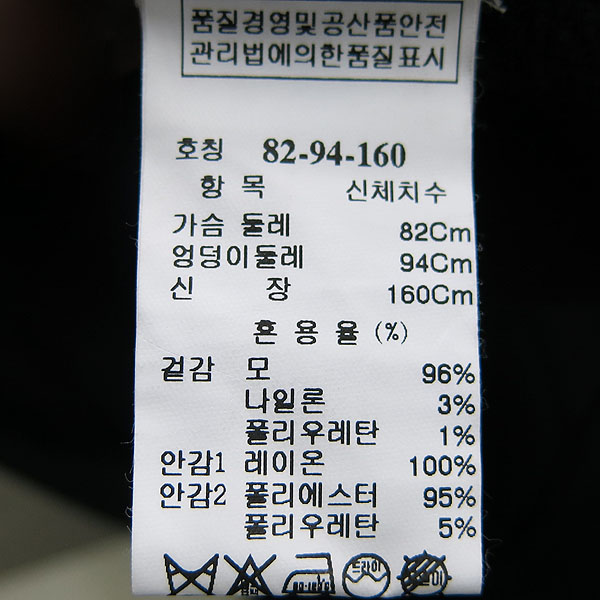 품질경영및공산품안전
관리법에의한품질표시
호칭 82-94-160
항 목 신체치수
가슴 둘레 82Cm
엉덩이둘레 94Cm
신 장 160Cm
혼 용 율 (%)
겉감 모 96%
나일론 3%
폴리우레탄 1%
안감1 레이온 100%
안감2 폴리에스터 95%
폴리우레탄 5%
드라이